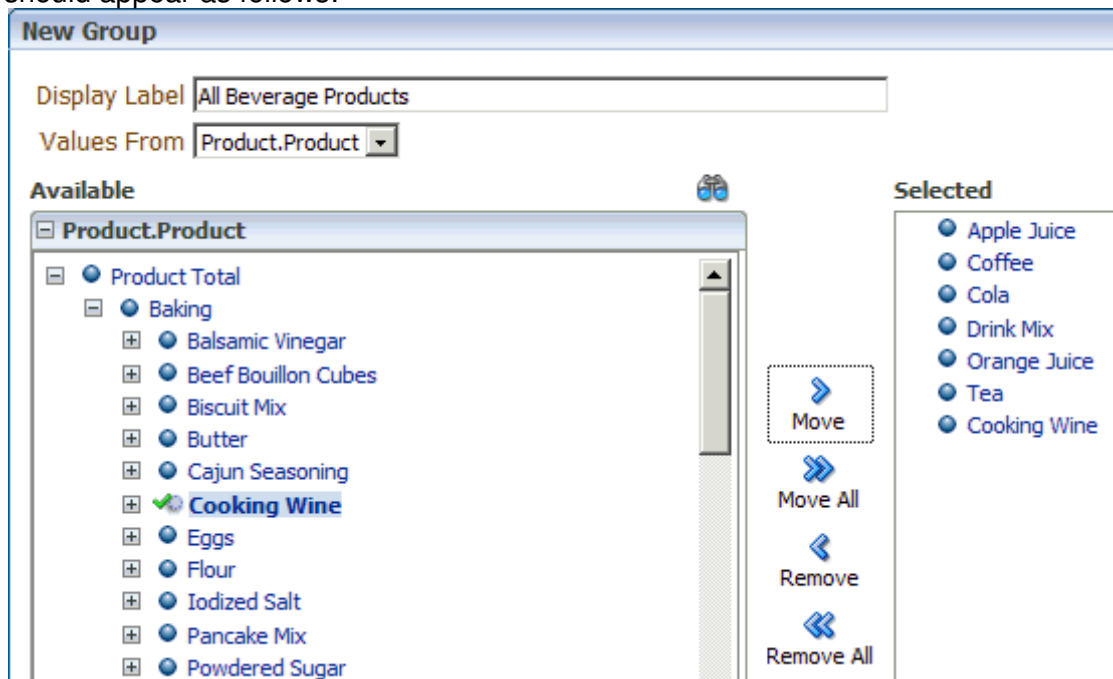 should appear as follows:
New Group
Display Label All Beverage Products
Values From Product.Product
Available
Selected
Product.Product
Product Total
Baking
Balsamic Vinegar
Beef Bouillon Cubes
Biscuit Mix
Butter
Cajun Seasoning
Cooking Wine
Eggs
Flour
Iodized Salt
Pancake Mix
Powdered Sugar
Move
Move All
Remove
Remove All
Apple Juice
Coffee
Cola
Drink Mix
Orange Juice
Tea
Cooking Wine